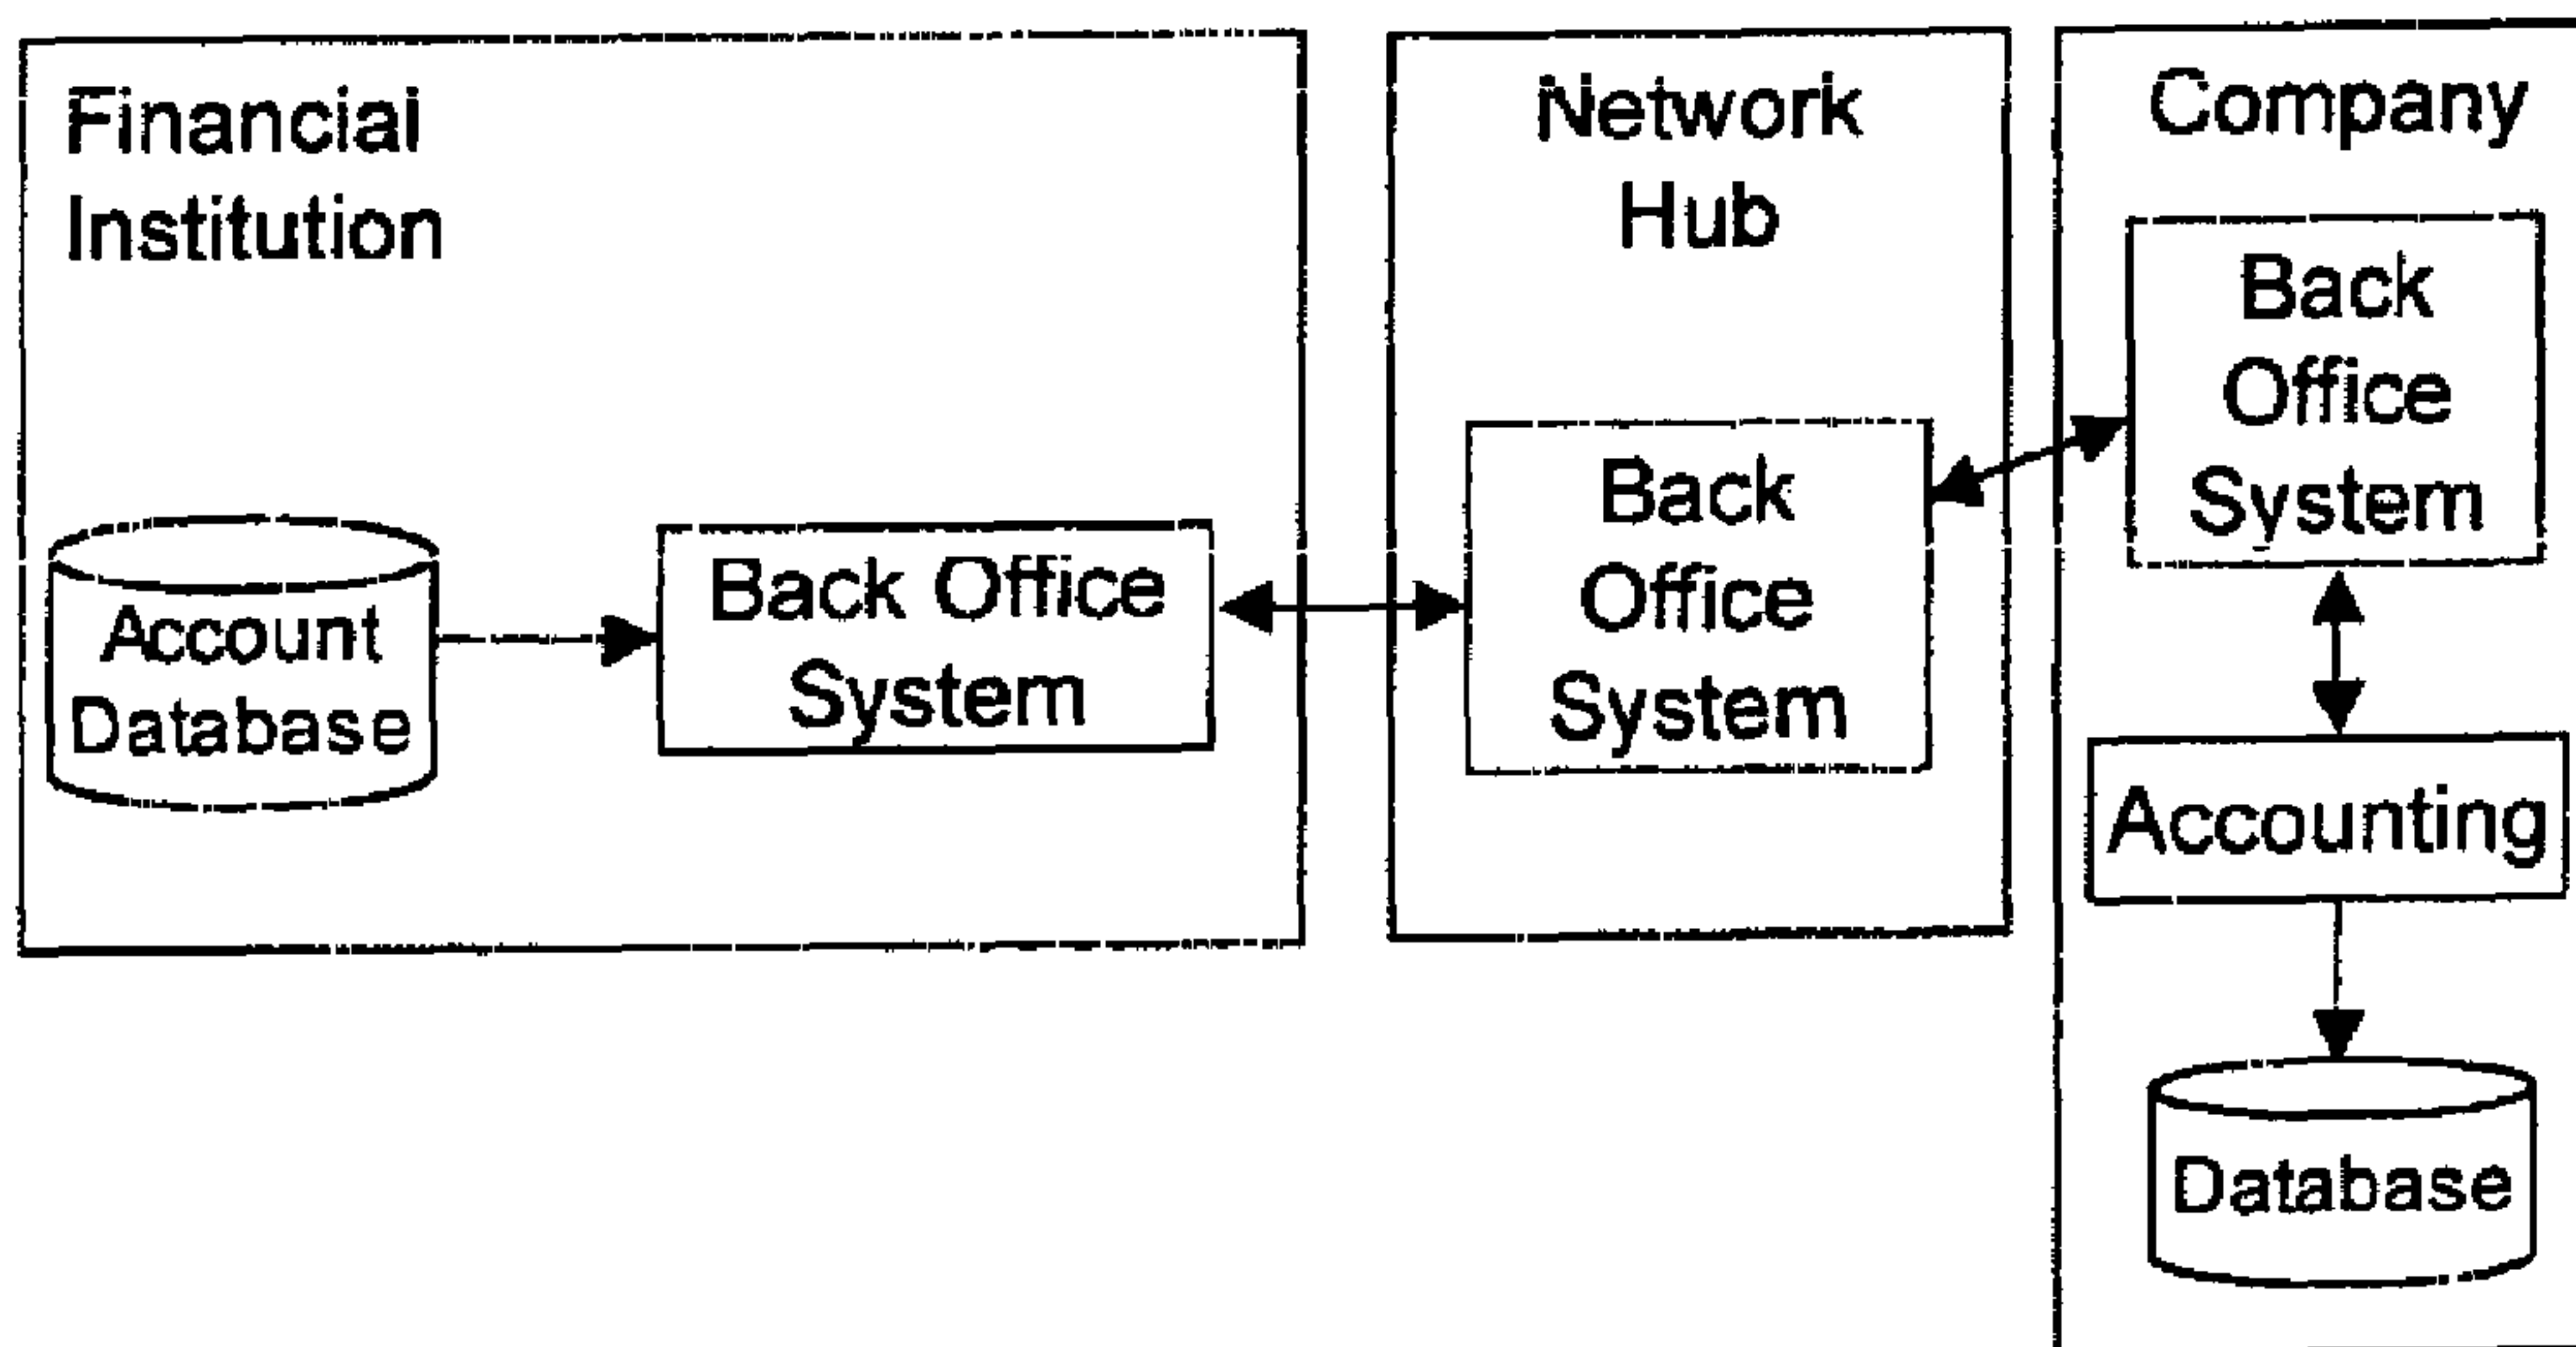 Financial
Institution
Account
Database
Back Office
System
Network
Hub
Back
Office
System
Company
Back
Office
System
Accounting
Database